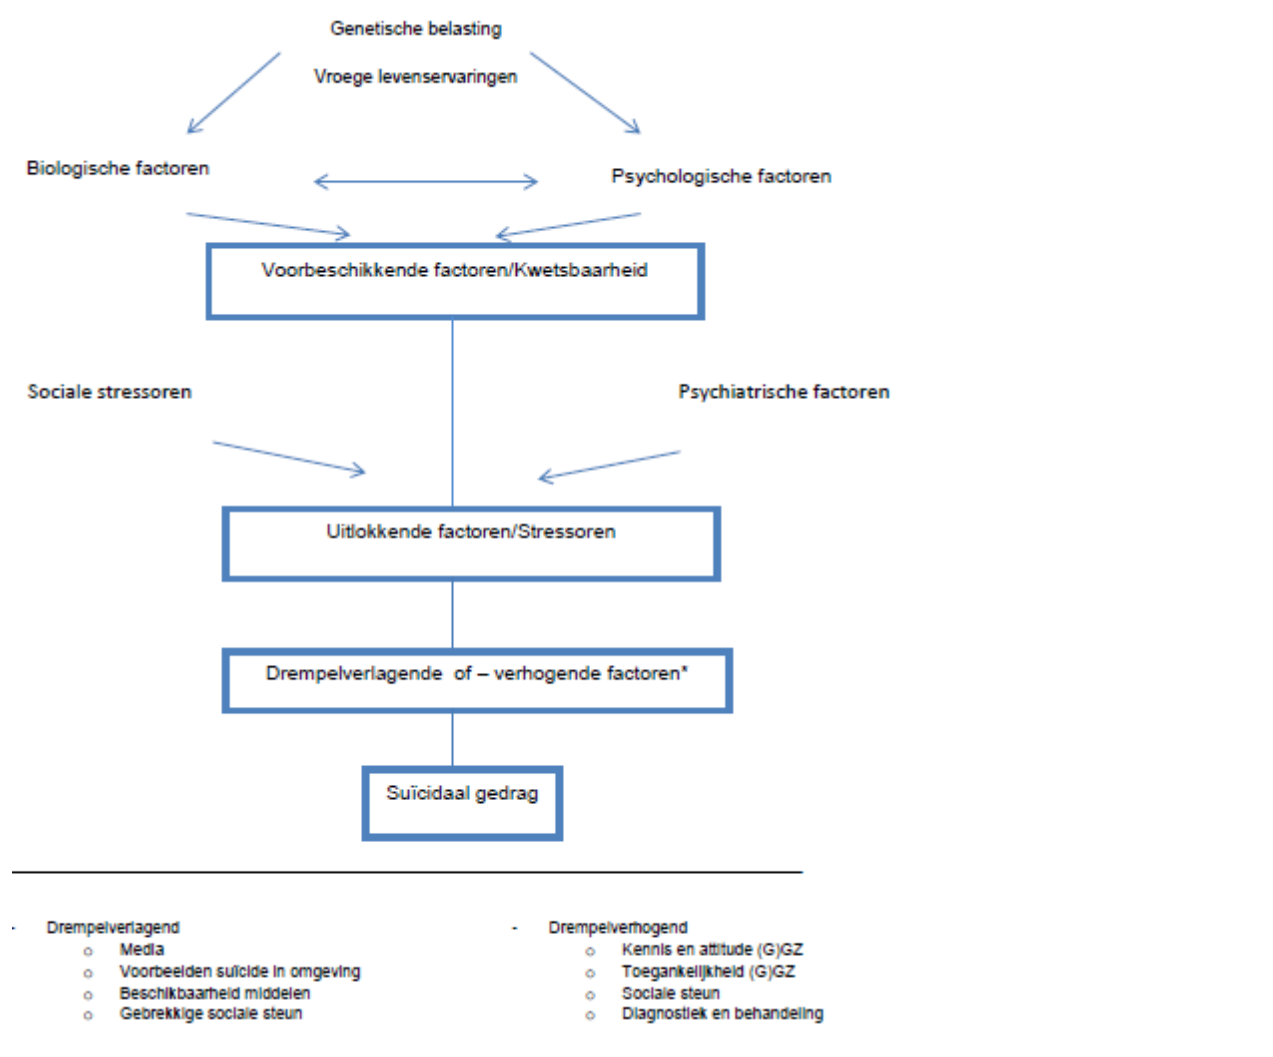 Genetische belasting
Vroege levenservaringen
Biologische factoren
Psychologische factoren
Voorbeschikkende factoren/Kwetsbaarheid
Sociale stressoren
Psychiatrische factoren
Uitlokkende factoren/Stressoren
Drempelverlagende of – verhogende factoren*
Suïcidaal gedrag
- Drempelverlagend
o Media
o Voorbeelden suïcide in omgeving
o Beschikbaarheid middelen
o Gebrekkige sociale steun
- Drempelverhogend
o Kennis en attitude (G)GZ
o Toegankelijkheid (G)GZ
o Sociale steun
o Diagnostiek en behandeling